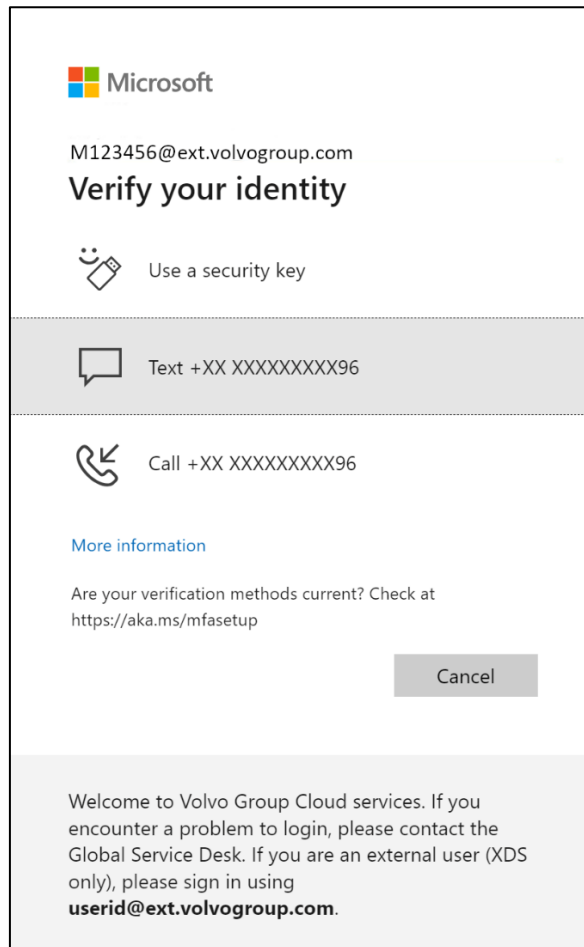 Microsoft
M123456@ext.volvogroup.com
Verify your identity
Use a security key
Text +XX XXXXXXXXX96
Call +XX XXXXXXXXX96
More information
Are your verification methods current? Check at
https://aka.ms/mfasetup
Cancel
Welcome to Volvo Group Cloud services. If you
encounter a problem to login, please contact the
Global Service Desk. If you are an external user (XDS
only), please sign in using
userid@ext.volvogroup.com.